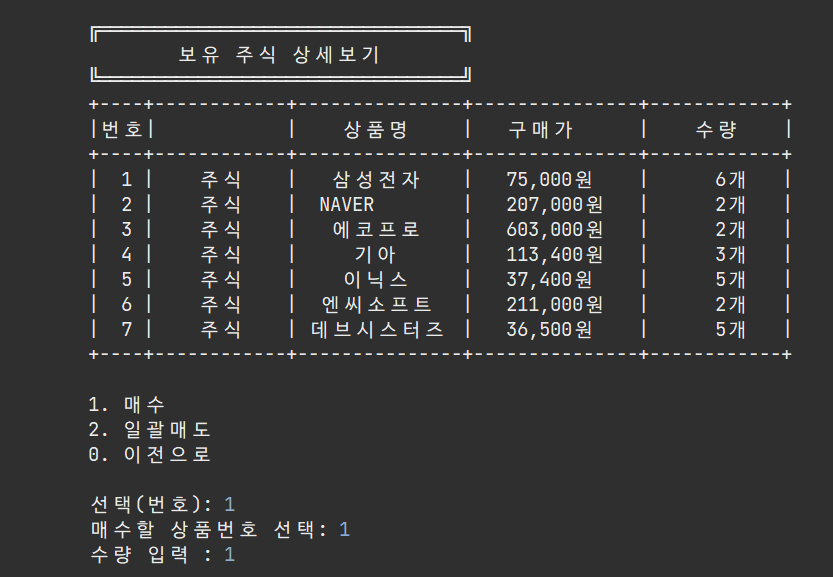 보유 주식 상세보기
+----+------------+---------------+---------------+------------+
|번호| | 상품명 | 구매가 | 수량 |
+----+------------+---------------+---------------+------------+
| 1 | 주식 | 삼성전자 | 75,000원 | 6개 |
| 2 | 주식 | NAVER | 207,000원 | 2개 |
| 3 | 주식 | 에코프로 | 603,000원 | 2개 |
| 4 | 주식 | 기아 | 113,400원 | 3개 |
| 5 | 주식 | 이닉스 | 37,400원 | 5개 |
| 6 | 주식 | 엔씨소프트 | 211,000원 | 2개 |
| 7 | 주식 | 데브시스터즈 | 36,500원 | 5개 |
+----+------------+---------------+---------------+------------+
1. 매수
2. 일괄매도
0. 이전으로
선택(번호): 1
매수할 상품번호 선택: 1
수량 입력 : 1